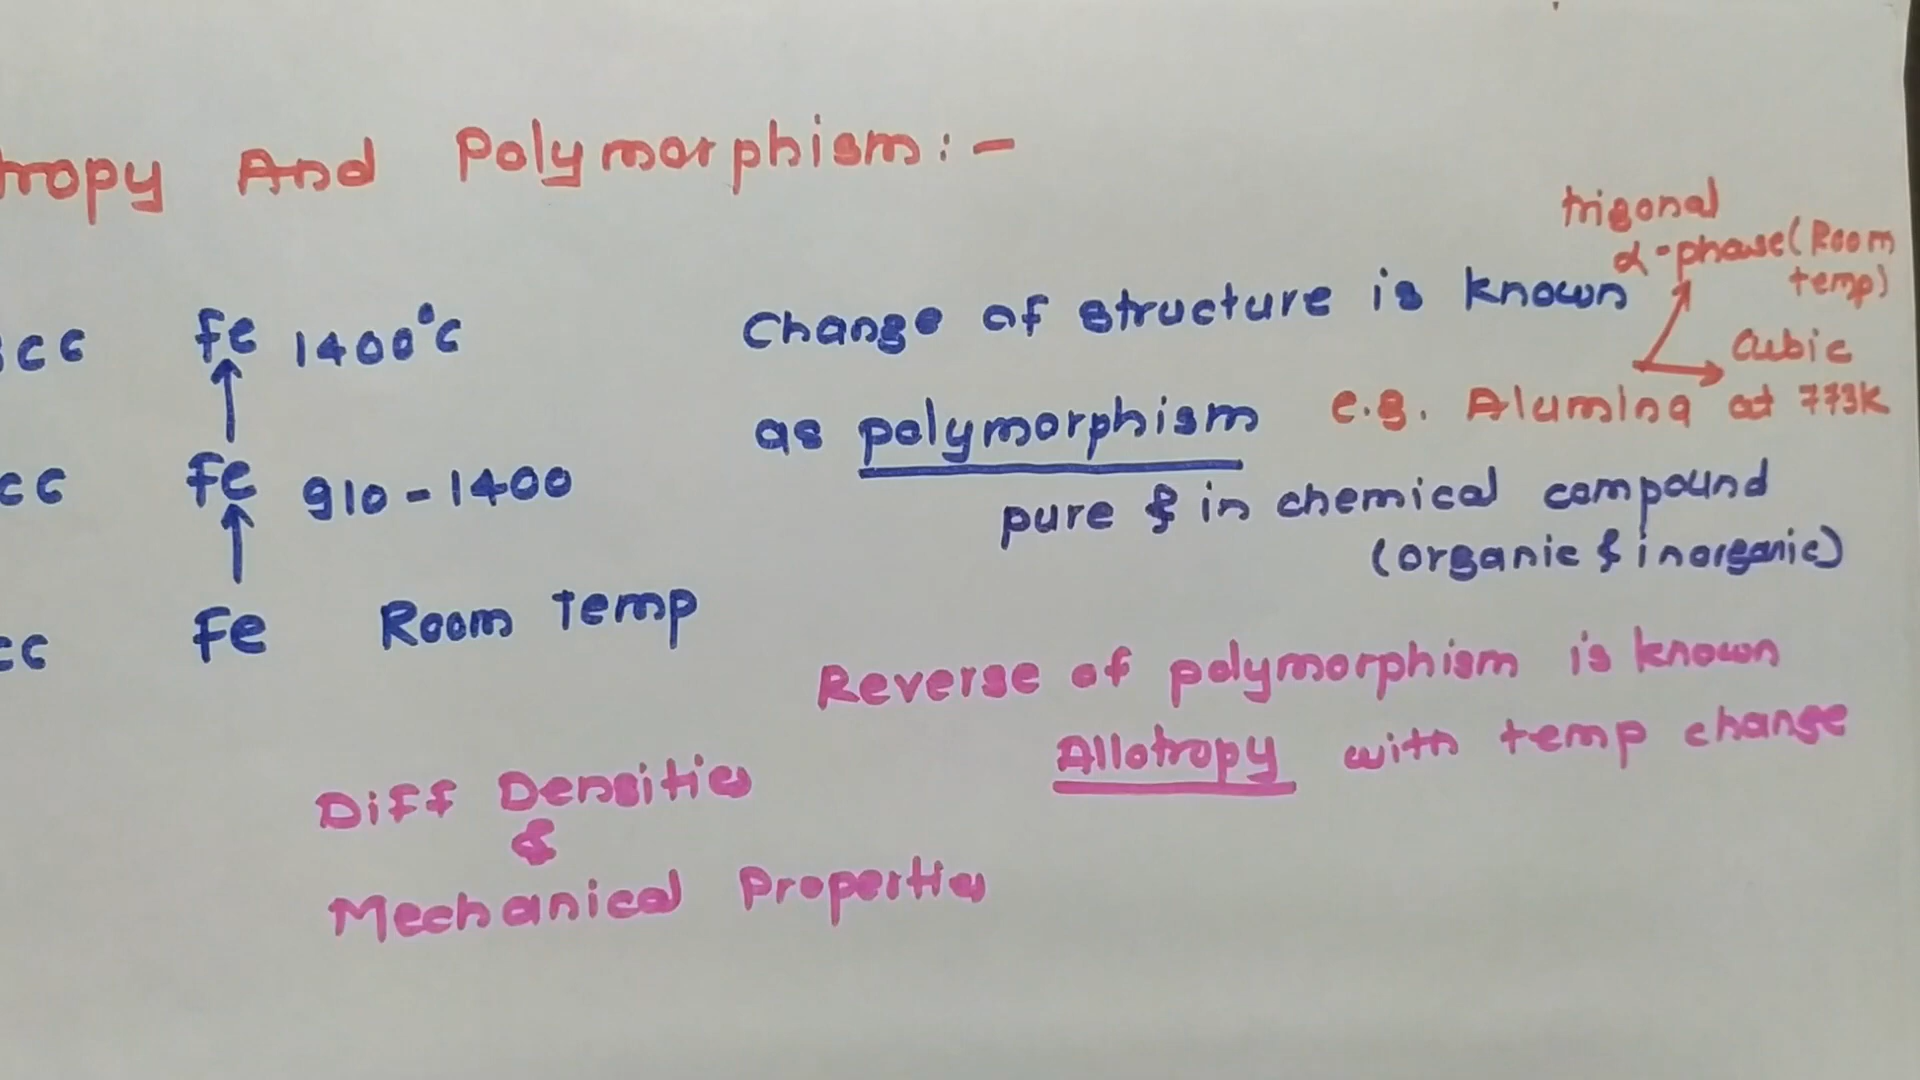 tropy And Polymorphism:-
trigonal
α-phase (Room temp)
cc Fe 1400°C
Change of structure is known
Cubic
as polymorphism e.g. Alumina at 773K
cc Fe 910-1400
pure & in chemical compound
(organic & inorganic)
cc Fe Room Temp
Reverse of polymorphism is known
Allotropy with temp change
Diff Densities
&
Mechanical Properties